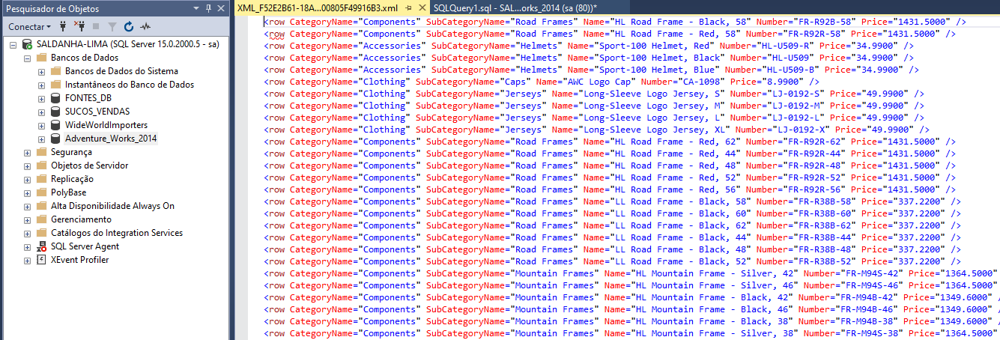 Pesquisador de Objetos
Conectar
SALDANHA-LIMA (SQL Server 15.0.2000.5 - sa)
Bancos de Dados
Bancos de Dados do Sistema
Instantâneos do Banco de Dados
FONTES_DB
SUCOS_VENDAS
WideWorldImporters
Adventure_Works_2014
Segurança
Objetos de Servidor
Replicação
PolyBase
Alta Disponibilidade Always On
Gerenciamento
Catálogos do Integration Services
SQL Server Agent
XEvent Profiler
XML_F52E2B61-18A...00805F49916B3.xml
SQLQuery1.sql - SAL...orks_2014 (sa (80))*
<row CategoryName="Components" SubCategoryName="Road Frames" Name="HL Road Frame - Black, 58" Number="FR-R92B-58" Price="1431.5000" />
<row CategoryName="Components" SubCategoryName="Road Frames" Name="HL Road Frame - Red, 58" Number="FR-R92R-58" Price="1431.5000" />
<row CategoryName="Accessories" SubCategoryName="Helmets" Name="Sport-100 Helmet, Red" Number="HL-U509-R" Price="34.9900" />
<row CategoryName="Accessories" SubCategoryName="Helmets" Name="Sport-100 Helmet, Black" Number="HL-U509" Price="34.9900" />
<row CategoryName="Accessories" SubCategoryName="Helmets" Name="Sport-100 Helmet, Blue" Number="HL-U509-B" Price="34.9900" />
<row CategoryName="Clothing" SubCategoryName="Caps" Name="AWC Logo Cap" Number="CA-1098" Price="8.9900" />
<row CategoryName="Clothing" SubCategoryName="Jerseys" Name="Long-Sleeve Logo Jersey, S" Number="LJ-0192-S" Price="49.9900" />
<row CategoryName="Clothing" SubCategoryName="Jerseys" Name="Long-Sleeve Logo Jersey, M" Number="LJ-0192-M" Price="49.9900" />
<row CategoryName="Clothing" SubCategoryName="Jerseys" Name="Long-Sleeve Logo Jersey, L" Number="LJ-0192-L" Price="49.9900" />
<row CategoryName="Clothing" SubCategoryName="Jerseys" Name="Long-Sleeve Logo Jersey, XL" Number="LJ-0192-X" Price="49.9900" />
<row CategoryName="Components" SubCategoryName="Road Frames" Name="HL Road Frame - Red, 62" Number="FR-R92R-62" Price="1431.5000" />
<row CategoryName="Components" SubCategoryName="Road Frames" Name="HL Road Frame - Red, 44" Number="FR-R92R-44" Price="1431.5000" />
<row CategoryName="Components" SubCategoryName="Road Frames" Name="HL Road Frame - Red, 48" Number="FR-R92R-48" Price="1431.5000" />
<row CategoryName="Components" SubCategoryName="Road Frames" Name="HL Road Frame - Red, 52" Number="FR-R92R-52" Price="1431.5000" />
<row CategoryName="Components" SubCategoryName="Road Frames" Name="HL Road Frame - Red, 56" Number="FR-R92R-56" Price="1431.5000" />
<row CategoryName="Components" SubCategoryName="Road Frames" Name="LL Road Frame - Black, 58" Number="FR-R38B-58" Price="337.2200" />
<row CategoryName="Components" SubCategoryName="Road Frames" Name="LL Road Frame - Black, 60" Number="FR-R38B-60" Price="337.2200" />
<row CategoryName="Components" SubCategoryName="Road Frames" Name="LL Road Frame - Black, 62" Number="FR-R38B-62" Price="337.2200" />
<row CategoryName="Components" SubCategoryName="Road Frames" Name="LL Road Frame - Black, 44" Number="FR-R38B-44" Price="337.2200" />
<row CategoryName="Components" SubCategoryName="Road Frames" Name="LL Road Frame - Black, 48" Number="FR-R38B-48" Price="337.2200" />
<row CategoryName="Components" SubCategoryName="Road Frames" Name="LL Road Frame - Black, 52" Number="FR-R38B-52" Price="337.2200" />
<row CategoryName="Components" SubCategoryName="Mountain Frames" Name="HL Mountain Frame - Silver, 42" Number="FR-M94S-42" Price="1364.5000"
<row CategoryName="Components" SubCategoryName="Mountain Frames" Name="HL Mountain Frame - Silver, 46" Number="FR-M94S-46" Price="1364.5000"
<row CategoryName="Components" SubCategoryName="Mountain Frames" Name="HL Mountain Frame - Black, 42" Number="FR-M94B-42" Price="1349.6000" /
<row CategoryName="Components" SubCategoryName="Mountain Frames" Name="HL Mountain Frame - Black, 46" Number="FR-M94B-46" Price="1349.6000" /
<row CategoryName="Components" SubCategoryName="Mountain Frames" Name="HL Mountain Frame - Black, 38" Number="FR-M94B-38" Price="1349.6000" /
<row CategoryName="Components" SubCategoryName="Mountain Frames" Name="HL Mountain Frame - Silver, 38" Number="FR-M94S-38" Price="1364.5000"